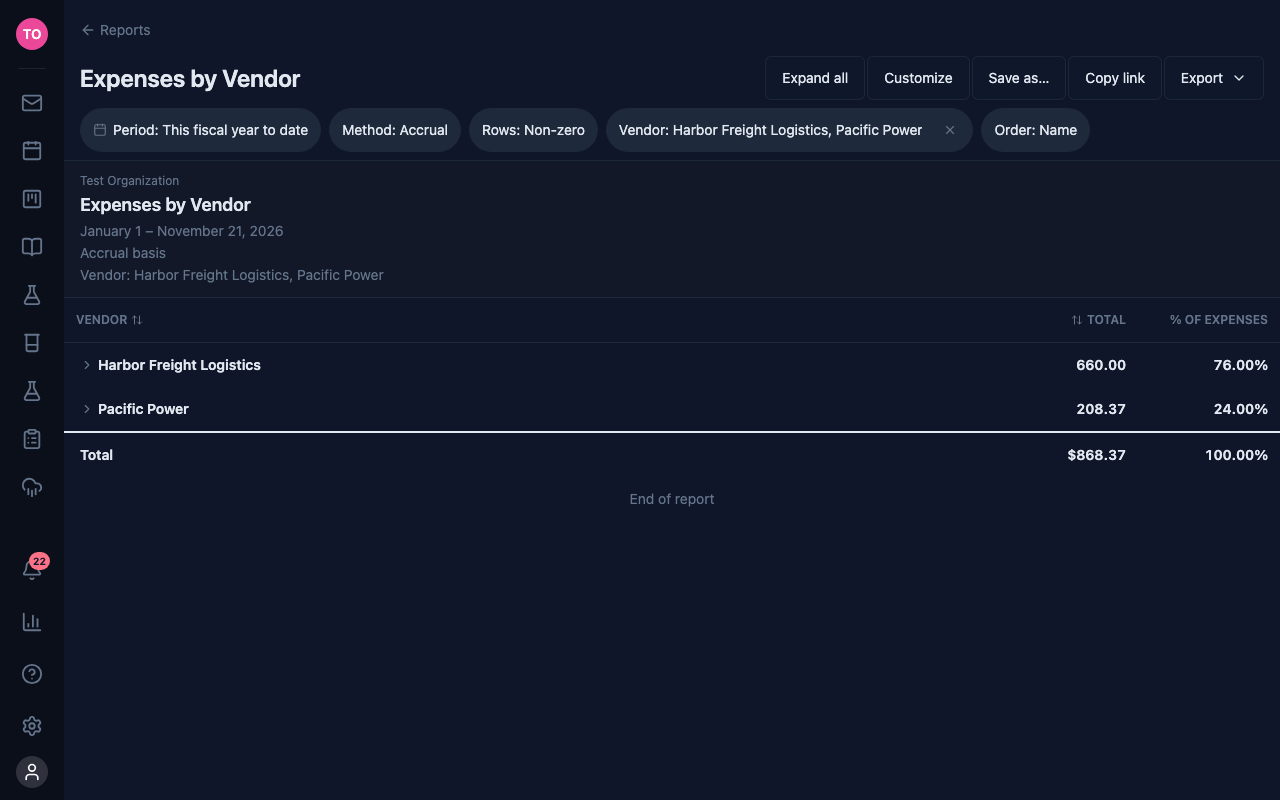 TO
Reports
Expenses by Vendor
Expand all
Customize
Save as...
Copy link
Export
Period: This fiscal year to date
Method: Accrual
Rows: Non-zero
Vendor: Harbor Freight Logistics, Pacific Power
Order: Name
Test Organization
Expenses by Vendor
January 1 – November 21, 2026
Accrual basis
Vendor: Harbor Freight Logistics, Pacific Power
VENDOR TOTAL % OF EXPENSES
Harbor Freight Logistics 660.00 76.00%
Pacific Power 208.37 24.00%
Total $868.37 100.00%
End of report
22